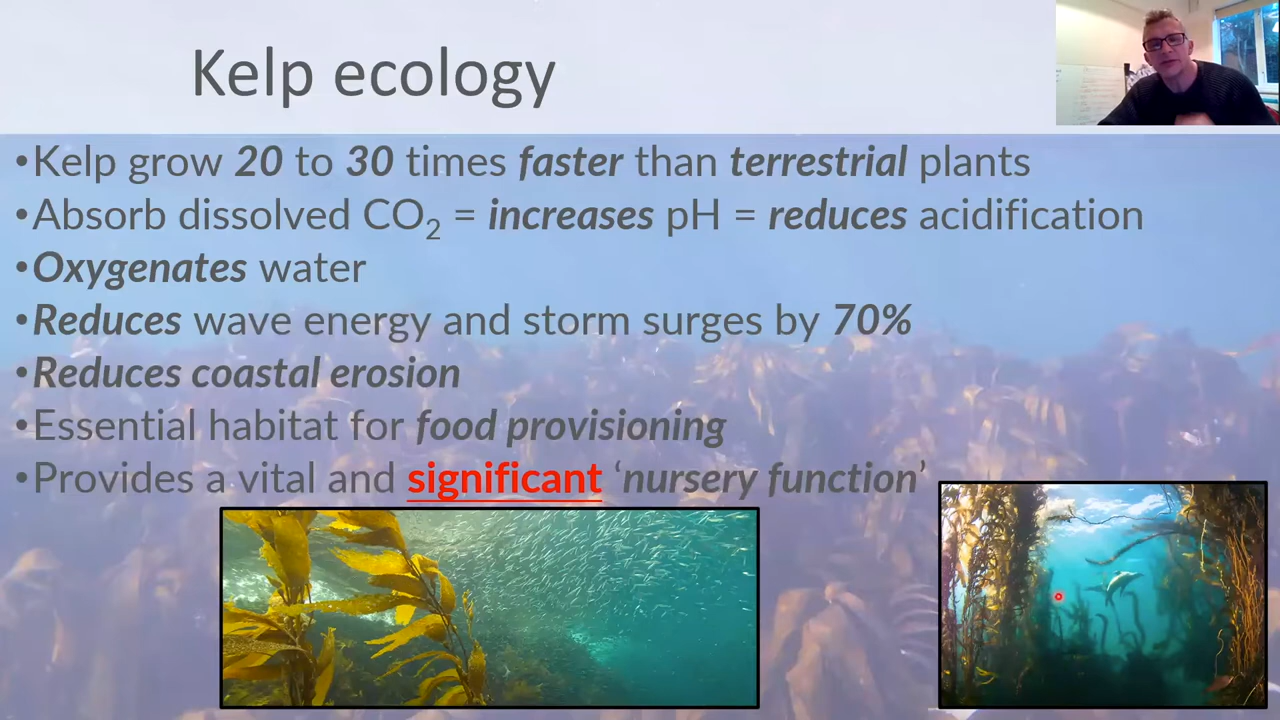 Kelp ecology
•Kelp grow 20 to 30 times faster than terrestrial plants
•Absorb dissolved CO₂ = increases pH = reduces acidification
•Oxygenates water
•Reduces wave energy and storm surges by 70%
•Reduces coastal erosion
•Essential habitat for food provisioning
•Provides a vital and significant ‘nursery function’